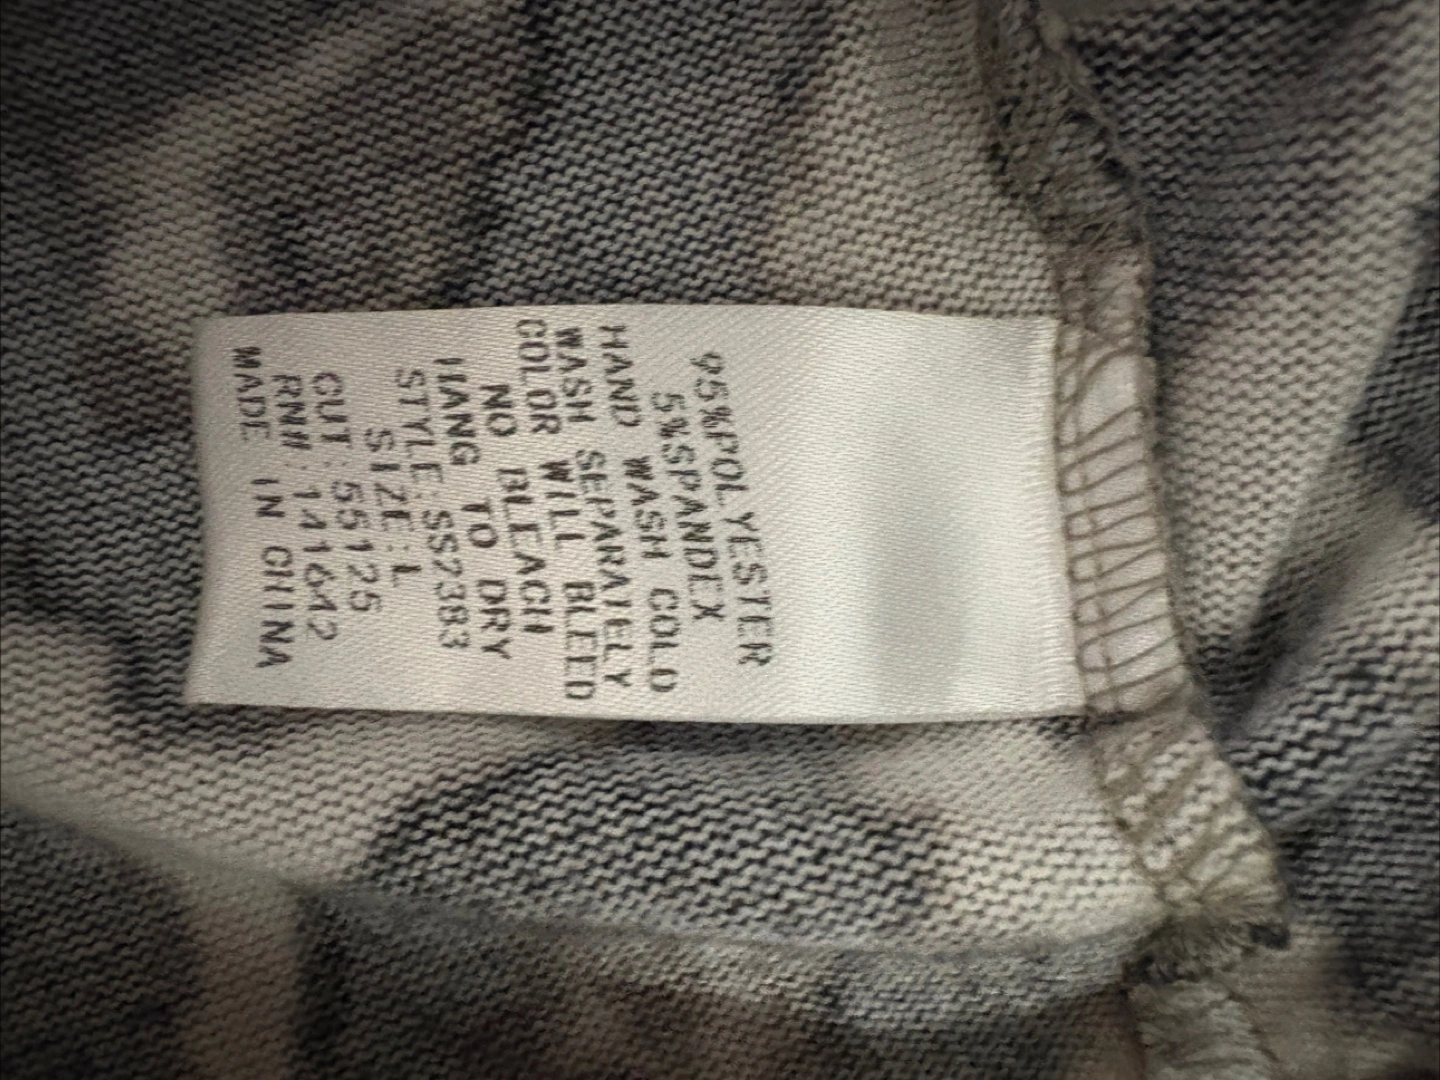 95%POLYESTER
5%SPANDEX
HAND WASH COLD
WASH SEPARATELY
COLOR WILL BLEED
NO BLEACH
HANG TO DRY
STYLE:SS2383
SIZE:L
CUT:55125
RN#:141642
MADE IN CHINA